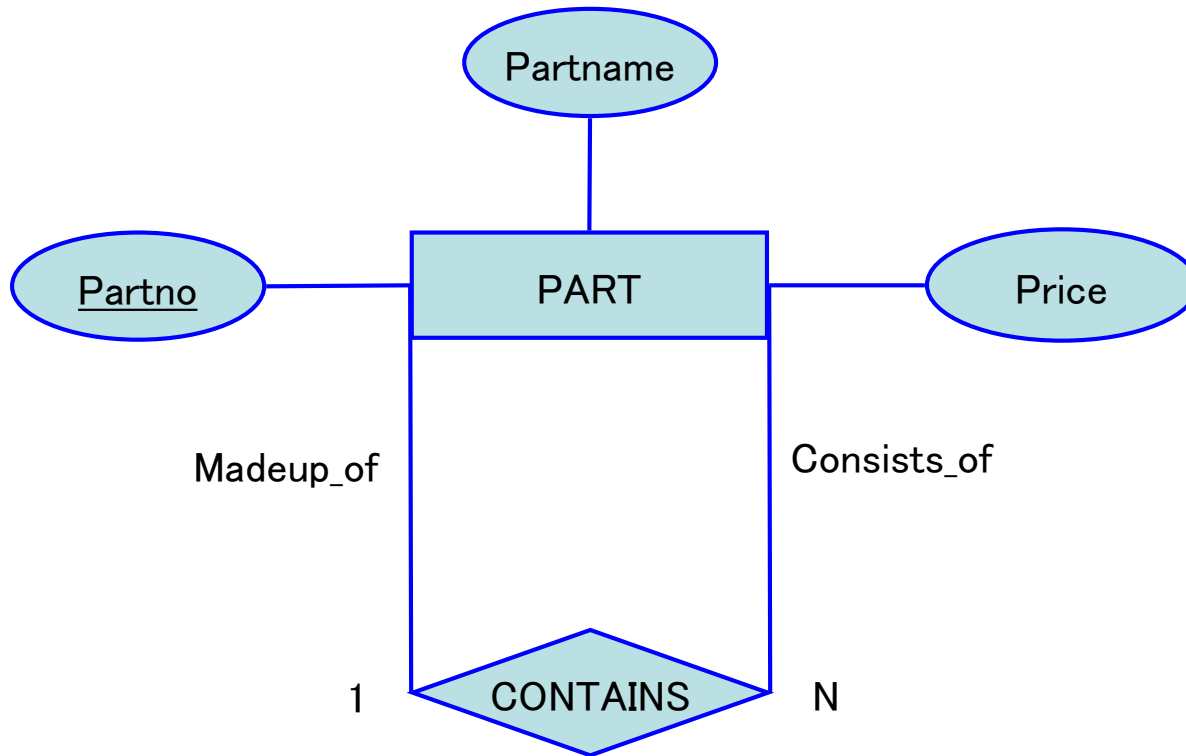 Partname
Partno
PART
Price
Madeup_of
Consists_of
1
CONTAINS
N